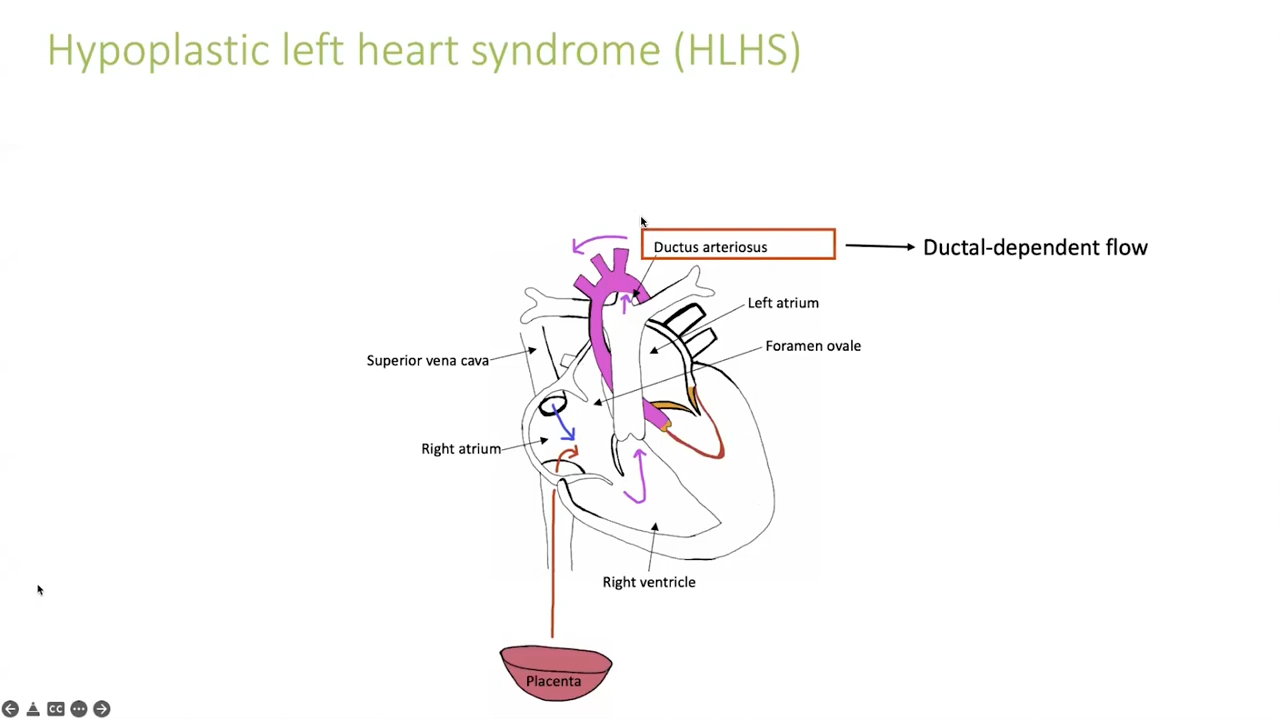 Hypoplastic left heart syndrome (HLHS)
Ductus arteriosus
Ductal-dependent flow
Left atrium
Foramen ovale
Superior vena cava
Right atrium
Right ventricle
Placenta
CC